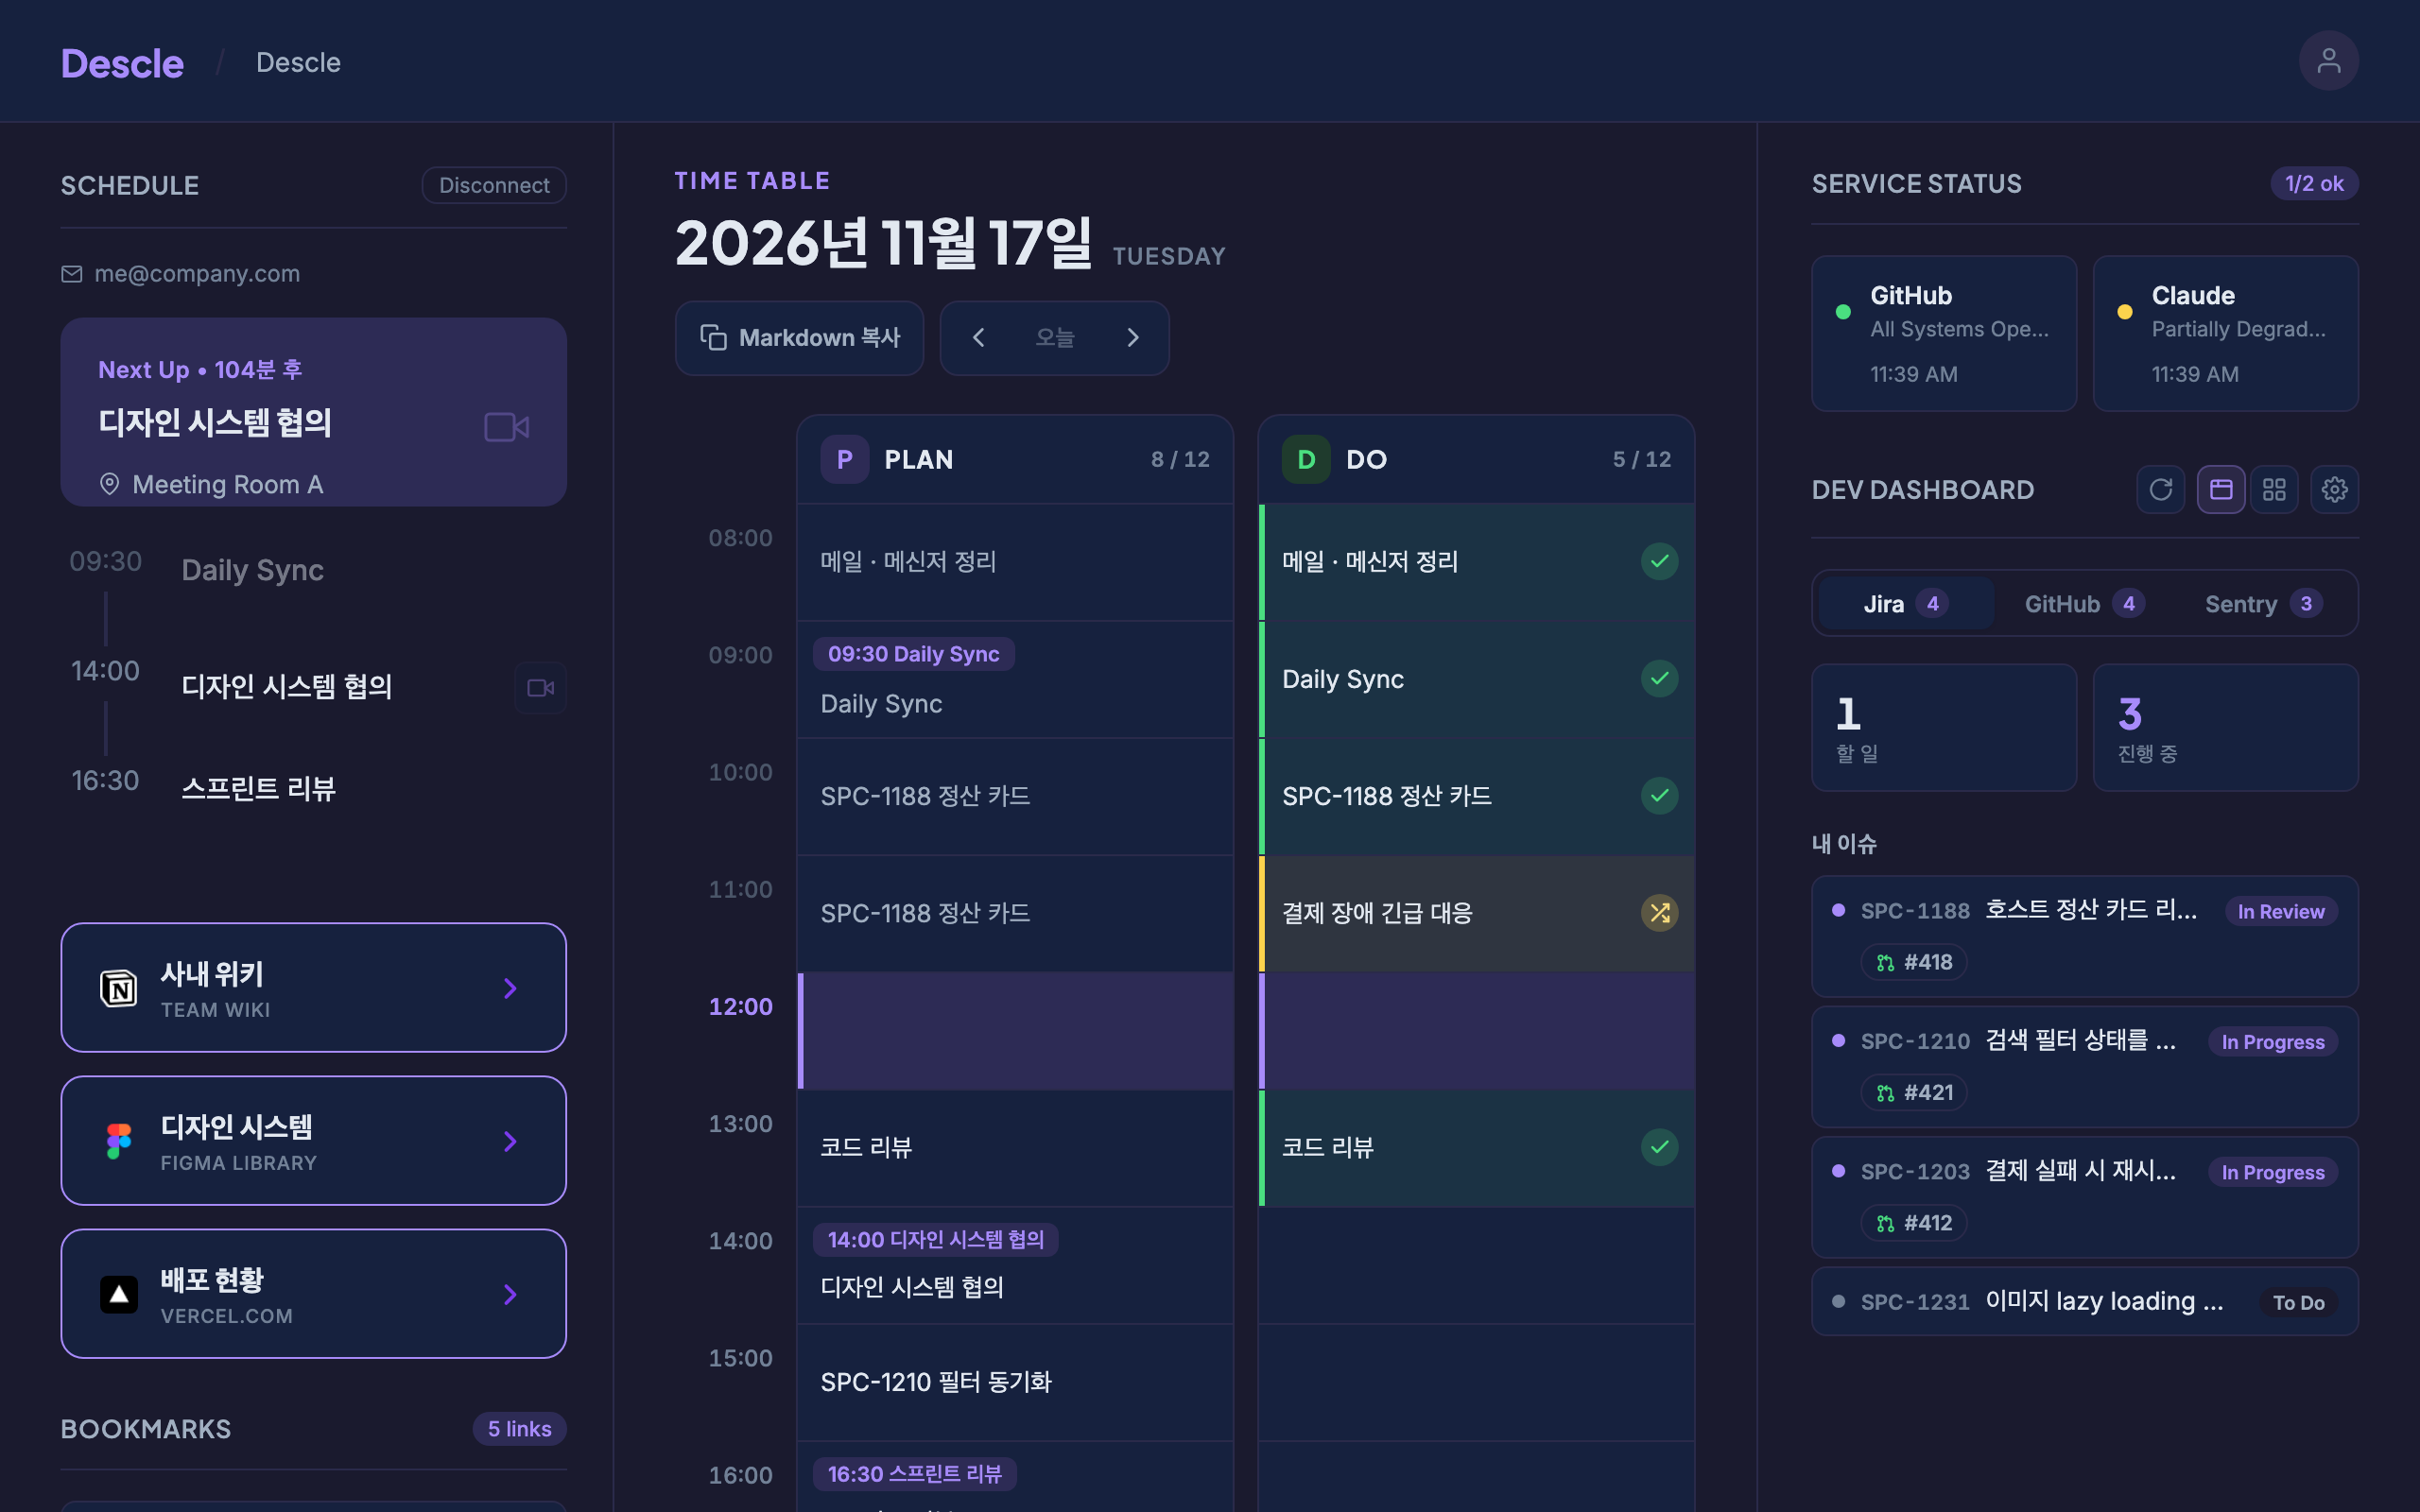 Descle / Descle
SCHEDULE
Disconnect
me@company.com
Next Up • 104분 후
디자인 시스템 협의
Meeting Room A
09:30 Daily Sync
14:00 디자인 시스템 협의
16:30 스프린트 리뷰
사내 위키
TEAM WIKI
디자인 시스템
FIGMA LIBRARY
배포 현황
VERCEL.COM
BOOKMARKS
5 links
TIME TABLE
2026년 11월 17일 TUESDAY
Markdown 복사
오늘
P PLAN 8 / 12
D DO 5 / 12
08:00
메일 · 메신저 정리
메일 · 메신저 정리
09:00
09:30 Daily Sync
Daily Sync
Daily Sync
10:00
SPC-1188 정산 카드
SPC-1188 정산 카드
11:00
SPC-1188 정산 카드
결제 장애 긴급 대응
12:00
13:00
코드 리뷰
코드 리뷰
14:00
14:00 디자인 시스템 협의
디자인 시스템 협의
15:00
SPC-1210 필터 동기화
16:00
16:30 스프린트 리뷰
SERVICE STATUS
1/2 ok
GitHub
All Systems Ope...
11:39 AM
Claude
Partially Degrad...
11:39 AM
DEV DASHBOARD
Jira 4
GitHub 4
Sentry 3
1
할 일
3
진행 중
내 이슈
SPC-1188 호스트 정산 카드 리... In Review
#418
SPC-1210 검색 필터 상태를 ... In Progress
#421
SPC-1203 결제 실패 시 재시... In Progress
#412
SPC-1231 이미지 lazy loading ... To Do